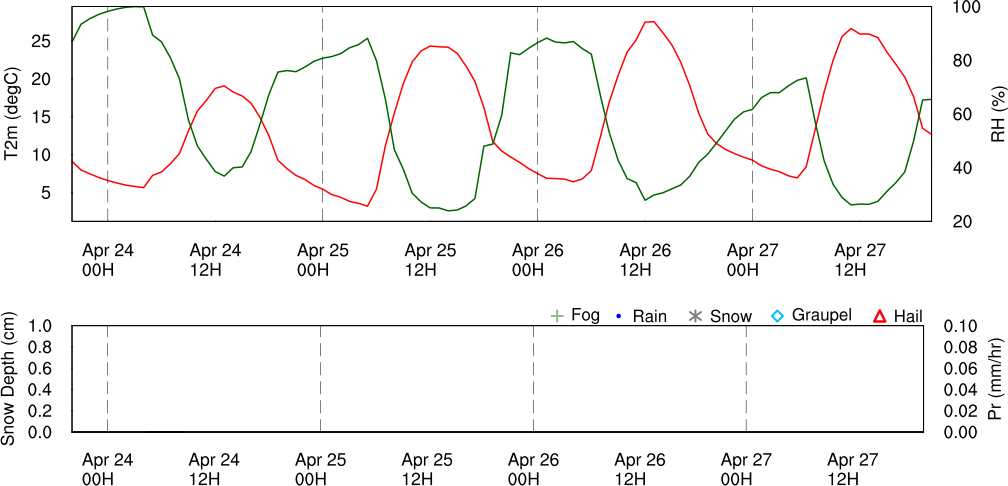 T2m (degC)
25
20
15
10
5
100
80
60
40
20
RH (%)
Apr 24 Apr 24 Apr 25 Apr 25 Apr 26 Apr 26 Apr 27 Apr 27
00H 12H 00H 12H 00H 12H 00H 12H
Fog Rain Snow Graupel Hail
Snow Depth (cm)
1.0
0.8
0.6
0.4
0.2
0.0
0.10
0.08
0.06
0.04
0.02
0.00
Pr (mm/hr)
Apr 24 Apr 24 Apr 25 Apr 25 Apr 26 Apr 26 Apr 27 Apr 27
00H 12H 00H 12H 00H 12H 00H 12H